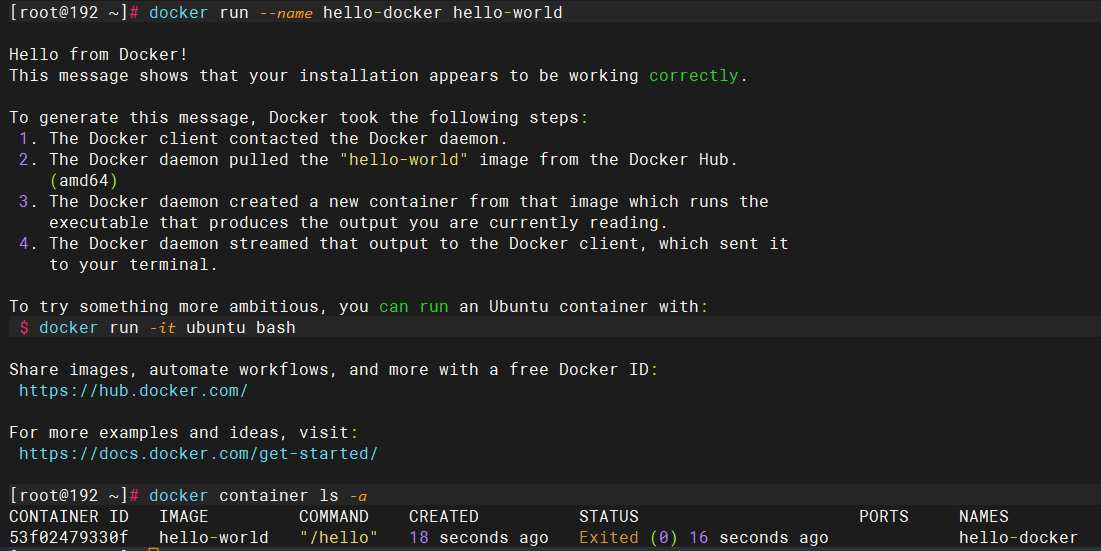 [root@192 ~]# docker run --name hello-docker hello-world
Hello from Docker!
This message shows that your installation appears to be working correctly.
To generate this message, Docker took the following steps:
1. The Docker client contacted the Docker daemon.
2. The Docker daemon pulled the "hello-world" image from the Docker Hub.
(amd64)
3. The Docker daemon created a new container from that image which runs the
executable that produces the output you are currently reading.
4. The Docker daemon streamed that output to the Docker client, which sent it
to your terminal.
To try something more ambitious, you can run an Ubuntu container with:
$ docker run -it ubuntu bash
Share images, automate workflows, and more with a free Docker ID:
https://hub.docker.com/
For more examples and ideas, visit:
https://docs.docker.com/get-started/
[root@192 ~]# docker container ls -a
CONTAINER ID IMAGE COMMAND CREATED STATUS PORTS NAMES
53f02479330f hello-world "/hello" 18 seconds ago Exited (0) 16 seconds ago hello-docker